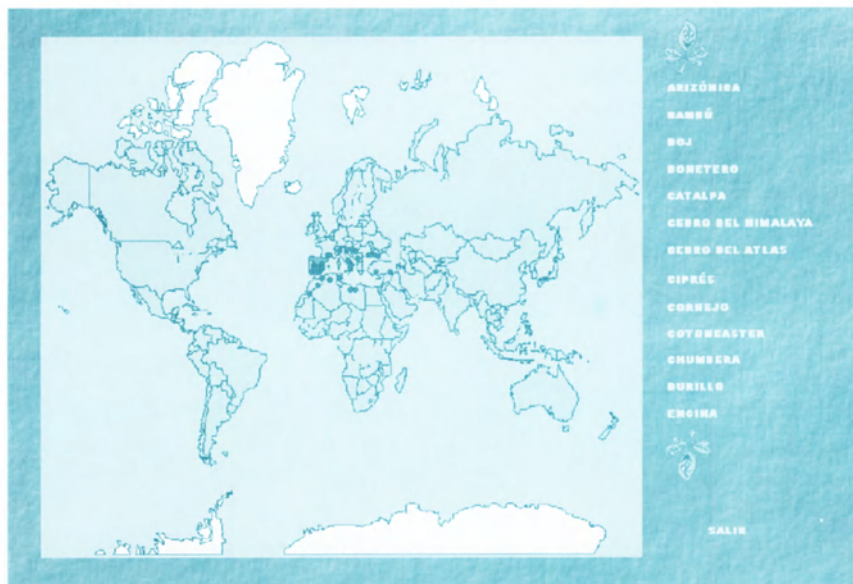 ARIZÓNICA
BAMBÚ
BOJ
BONETERO
CATALPA
CEDRO DEL HIMALAYA
CEDRO DEL ATLAS
CIPRÉS
CORNEJO
COTONEASTER
CHUMBERA
DURILLO
ENCINA
SALIR